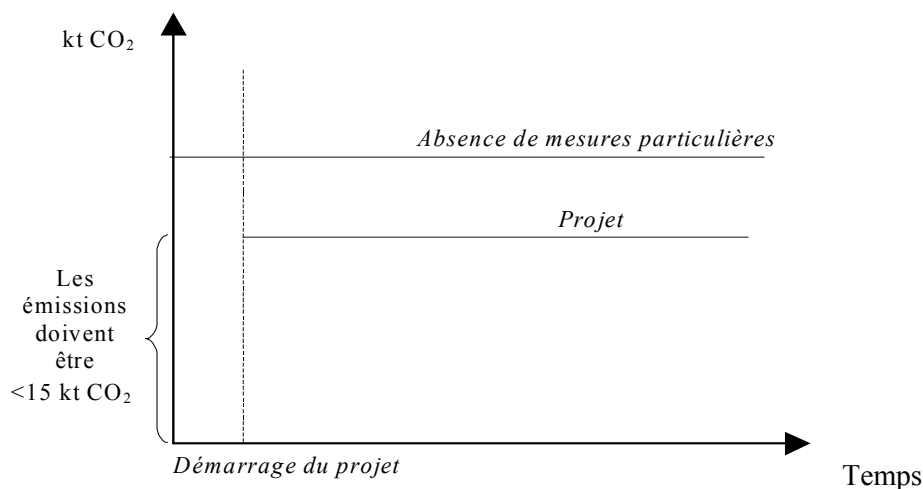 kt CO₂
Absence de mesures particulières
Projet
Les
émissions
doivent
être
<15 kt CO₂
Démarrage du projet
Temps